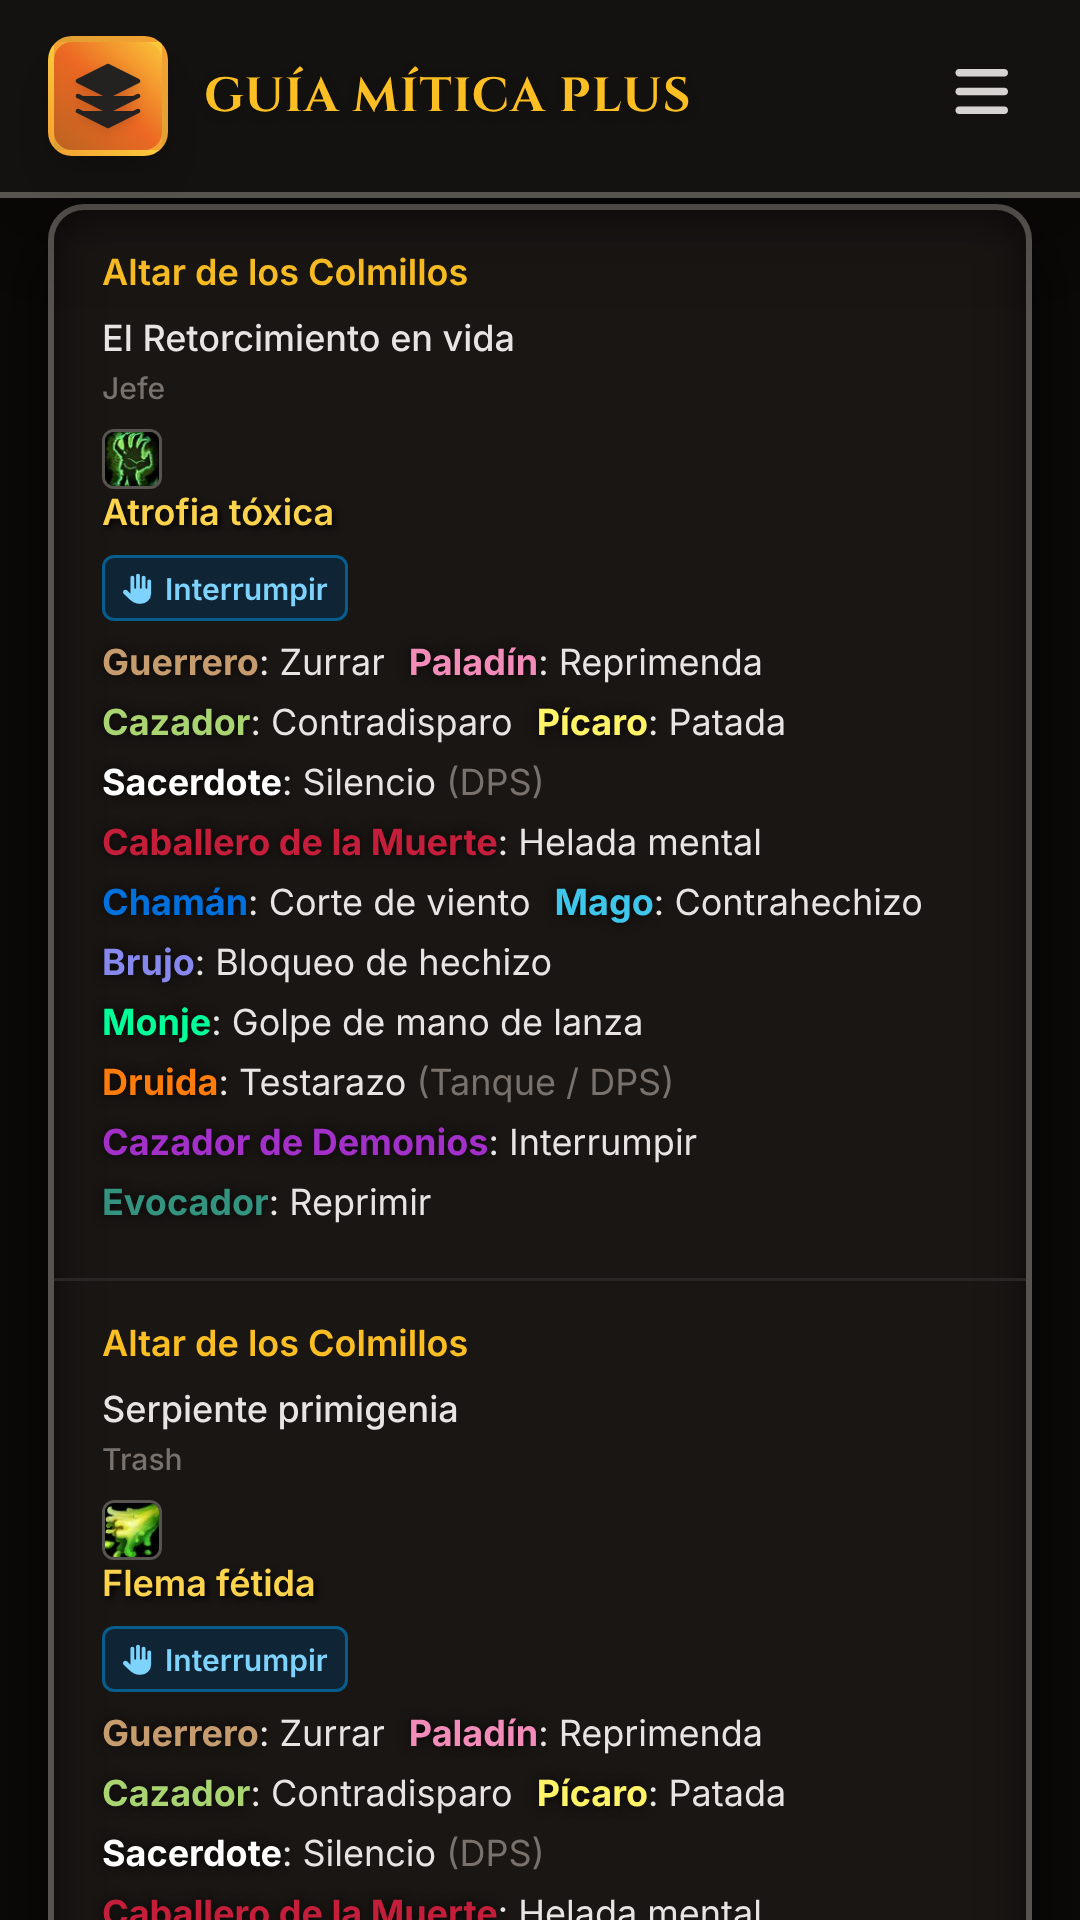 GUÍA MÍTICA PLUS
Altar de los Colmillos
El Retorcimiento en vida
Jefe
Atrofia tóxica
Interrumpir
Guerrero: Zurrar Paladín: Reprimenda
Cazador: Contradisparo Pícaro: Patada
Sacerdote: Silencio (DPS)
Caballero de la Muerte: Helada mental
Chamán: Corte de viento Mago: Contrahechizo
Brujo: Bloqueo de hechizo
Monje: Golpe de mano de lanza
Druida: Testarazo (Tanque / DPS)
Cazador de Demonios: Interrumpir
Evocador: Reprimir
Altar de los Colmillos
Serpiente primigenia
Trash
Flema fétida
Interrumpir
Guerrero: Zurrar Paladín: Reprimenda
Cazador: Contradisparo Pícaro: Patada
Sacerdote: Silencio (DPS)
Caballero de la Muerte: Helada mental